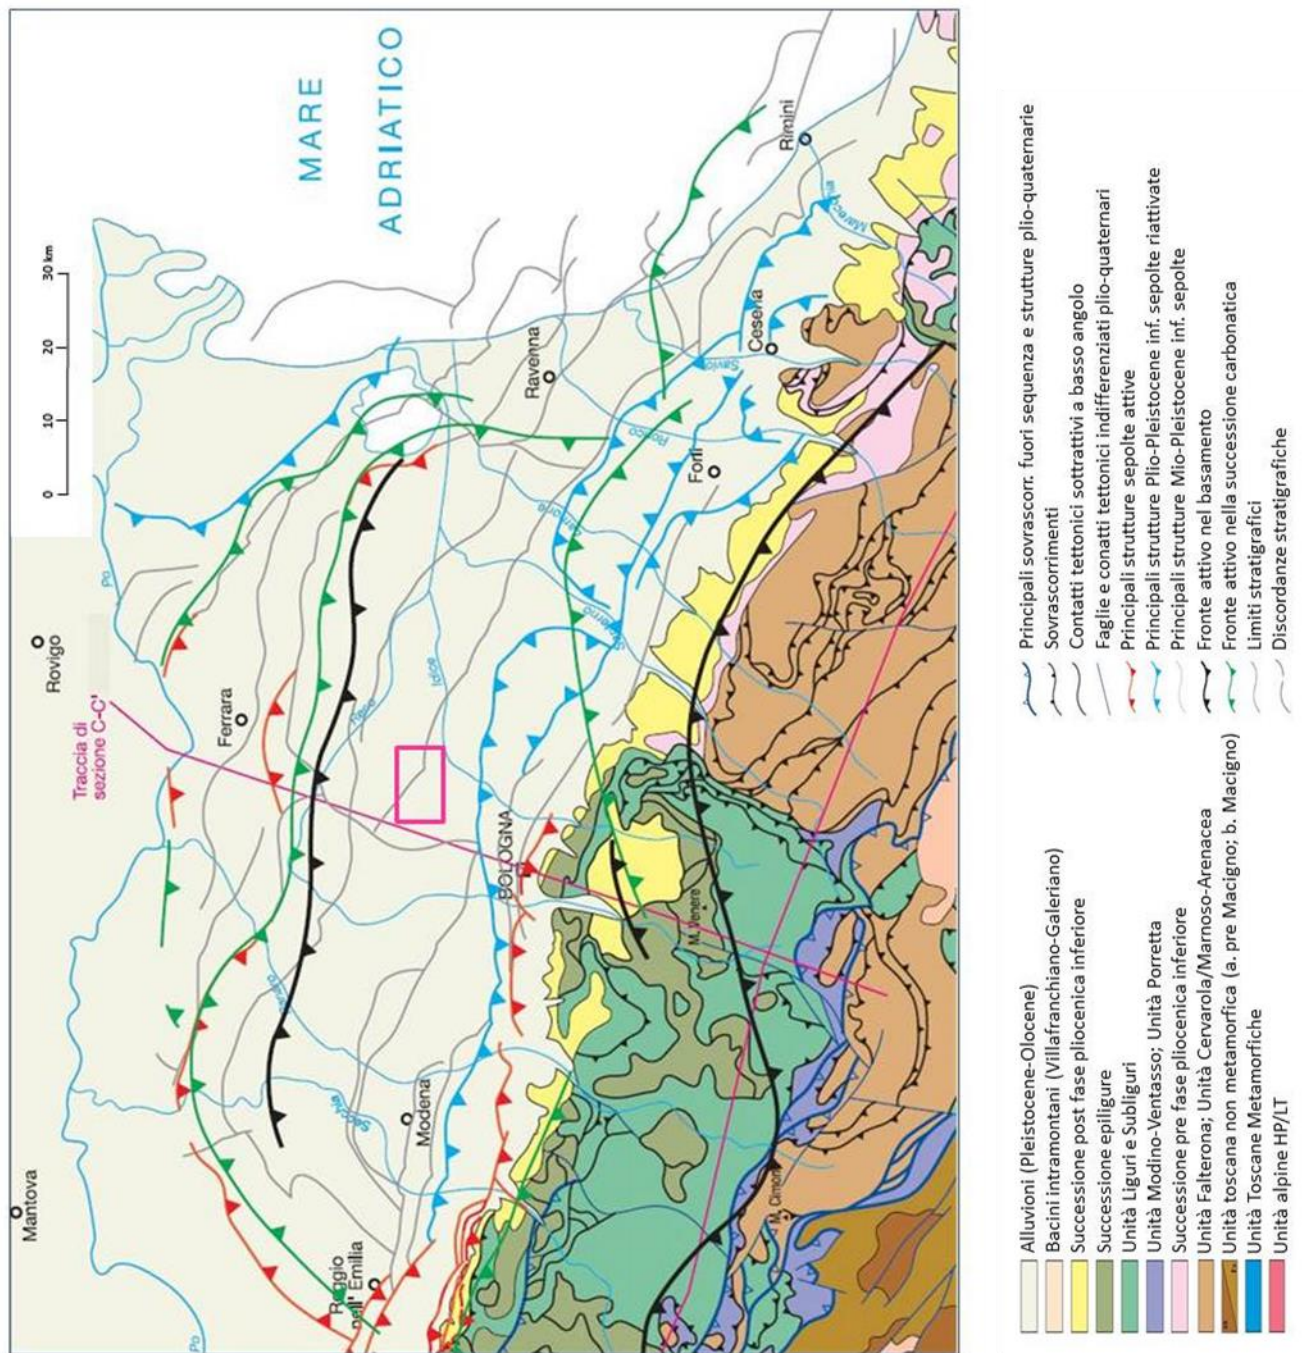 MARE
ADRIATICO
0 10 20 30 km
Rovigo
Mantova
Traccia di
sezione C-C'
Ferrara
Ravenna
Rimini
Cesena
Forlì
BOLOGNA
Modena
Reggio
nell' Emilia
M. Venere
M. Cimone
Po
Po
Reno
Idice
Santerno
Lamone
Ronco
Savio
Marecchia
Secchia
Panaro
Alluvioni (Pleistocene-Olocene)
Bacini intramontani (Villafranchiano-Galeriano)
Successione post fase pliocenica inferiore
Successione epiligure
Unità Liguri e Subliguri
Unità Modino-Ventasso; Unità Porretta
Successione pre fase pliocenica inferiore
Unità Falterona; Unità Cervarola/Marnoso-Arenacea
Unità toscana non metamorfica (a. pre Macigno; b. Macigno)
Unità Toscane Metamorfiche
Unità alpine HP/LT
Principali sovrascorr. fuori sequenza e strutture plio-quaternarie
Sovrascorrimenti
Contatti tettonici sottrattivi a basso angolo
Faglie e conatti tettonici indifferenziati plio-quaternari
Principali strutture sepolte attive
Principali strutture Plio-Pleistocene inf. sepolte riattivate
Principali strutture Mio-Pleistocene inf. sepolte
Fronte attivo nel basamento
Fronte attivo nella successione carbonatica
Limiti stratigrafici
Discordanze stratigrafiche